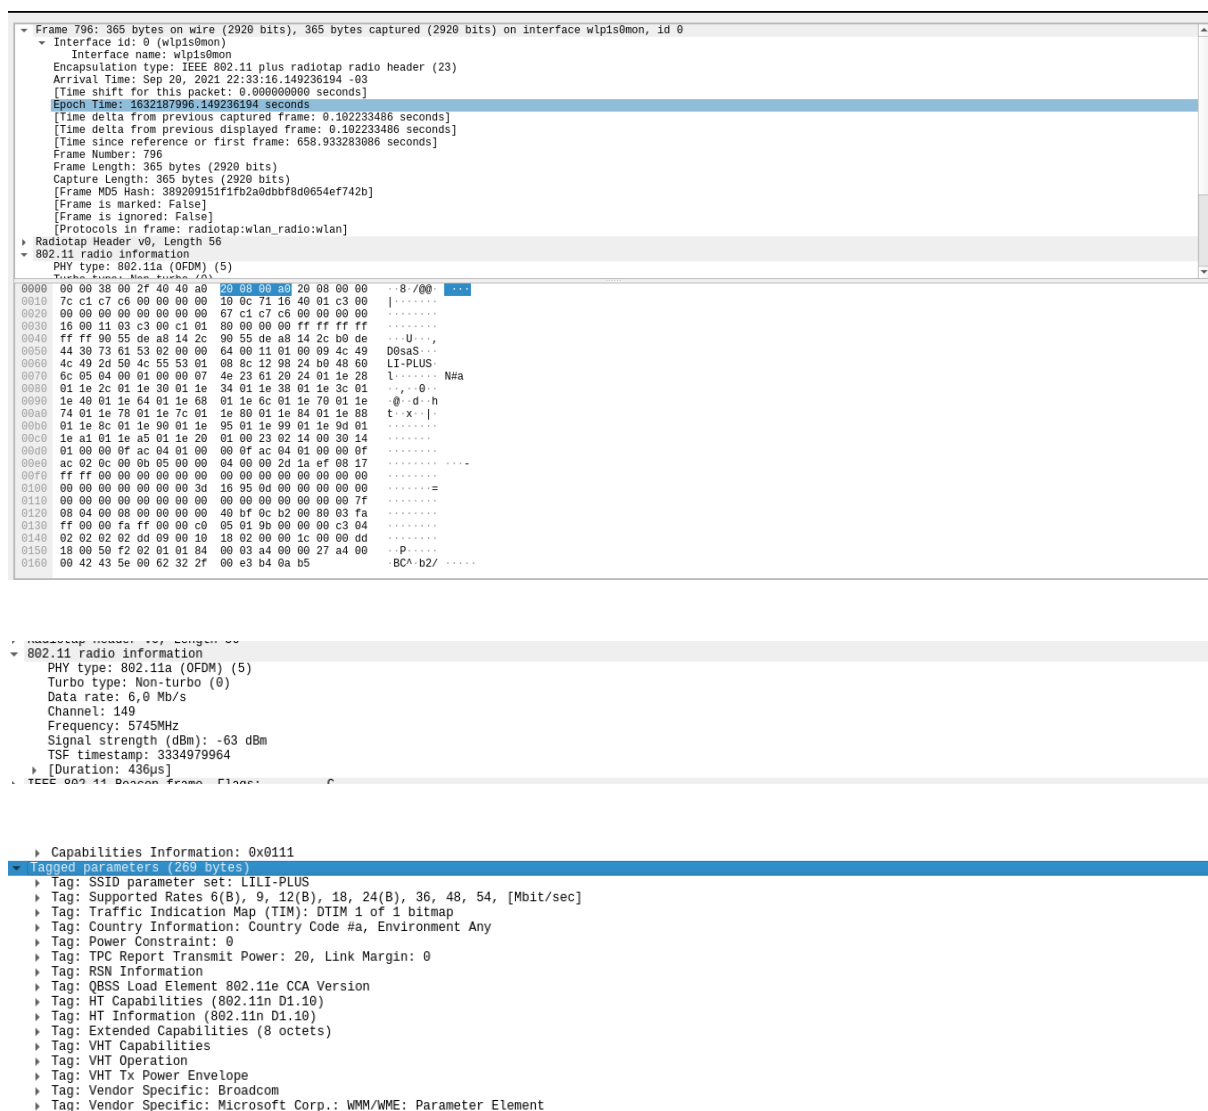 Frame 796: 365 bytes on wire (2920 bits), 365 bytes captured (2920 bits) on interface wlp1s0mon, id 0
Interface id: 0 (wlp1s0mon)
Interface name: wlp1s0mon
Encapsulation type: IEEE 802.11 plus radiotap radio header (23)
Arrival Time: Sep 20, 2021 22:33:16.149236194 -03
[Time shift for this packet: 0.000000000 seconds]
Epoch Time: 1632187996.149236194 seconds
[Time delta from previous captured frame: 0.102233486 seconds]
[Time delta from previous displayed frame: 0.102233486 seconds]
[Time since reference or first frame: 658.933283086 seconds]
Frame Number: 796
Frame Length: 365 bytes (2920 bits)
Capture Length: 365 bytes (2920 bits)
[Frame MD5 Hash: 389209151f1fb2a0dbbf8d0654ef742b]
[Frame is marked: False]
[Frame is ignored: False]
[Protocols in frame: radiotap:wlan_radio:wlan]
Radiotap Header v0, Length 56
802.11 radio information
PHY type: 802.11a (OFDM) (5)
Turbo type: Non-turbo (0)
0000 00 00 38 00 2f 40 40 a0 20 08 00 a0 20 08 00 00 ··8·/@@· ···
0010 7c c1 c7 c6 00 00 00 00 10 0c 71 16 40 01 c3 00 |·······
0020 00 00 00 00 00 00 00 00 67 c1 c7 c6 00 00 00 00 ········
0030 16 00 11 03 c3 00 c1 01 80 00 00 00 ff ff ff ff ········
0040 ff ff 90 55 de a8 14 2c 90 55 de a8 14 2c b0 de ···U···,
0050 44 30 73 61 53 02 00 00 64 00 11 01 00 09 4c 49 D0saS···
0060 4c 49 2d 50 4c 55 53 01 08 8c 12 98 24 b0 48 60 LI-PLUS·
0070 6c 05 04 00 01 00 00 07 4e 23 61 20 24 01 1e 28 l······· N#a
0080 01 1e 2c 01 1e 30 01 1e 34 01 1e 38 01 1e 3c 01 ··,··0··
0090 1e 40 01 1e 64 01 1e 68 01 1e 6c 01 1e 70 01 1e ·@··d··h
00a0 74 01 1e 78 01 1e 7c 01 1e 80 01 1e 84 01 1e 88 t··x··|·
00b0 01 1e 8c 01 1e 90 01 1e 95 01 1e 99 01 1e 9d 01 ········
00c0 1e a1 01 1e a5 01 1e 20 01 00 23 02 14 00 30 14 ·······
00d0 01 00 00 0f ac 04 01 00 00 0f ac 04 01 00 00 0f ········
00e0 ac 02 0c 00 0b 05 00 00 04 00 00 2d 1a ef 08 17 ········ ···-
00f0 ff ff 00 00 00 00 00 00 00 00 00 00 00 00 00 00 ········
0100 00 00 00 00 00 00 00 3d 16 95 0d 00 00 00 00 00 ·······=
0110 00 00 00 00 00 00 00 00 00 00 00 00 00 00 00 7f ········
0120 08 04 00 08 00 00 00 00 40 bf 0c b2 00 80 03 fa ········
0130 ff 00 00 fa ff 00 00 c0 05 01 9b 00 00 00 c3 04 ········
0140 02 02 02 02 dd 09 00 10 18 02 00 00 1c 00 00 dd ········
0150 18 00 50 f2 02 01 01 84 00 03 a4 00 00 27 a4 00 ··P·····
0160 00 42 43 5e 00 62 32 2f 00 e3 b4 0a b5 ·BC^·b2/ ·····
Radiotap Header v0, Length 56
802.11 radio information
PHY type: 802.11a (OFDM) (5)
Turbo type: Non-turbo (0)
Data rate: 6,0 Mb/s
Channel: 149
Frequency: 5745MHz
Signal strength (dBm): -63 dBm
TSF timestamp: 3334979964
[Duration: 436µs]
IEEE 802.11 Beacon frame, Flags: ........C
Capabilities Information: 0x0111
Tagged parameters (269 bytes)
Tag: SSID parameter set: LILI-PLUS
Tag: Supported Rates 6(B), 9, 12(B), 18, 24(B), 36, 48, 54, [Mbit/sec]
Tag: Traffic Indication Map (TIM): DTIM 1 of 1 bitmap
Tag: Country Information: Country Code #a, Environment Any
Tag: Power Constraint: 0
Tag: TPC Report Transmit Power: 20, Link Margin: 0
Tag: RSN Information
Tag: QBSS Load Element 802.11e CCA Version
Tag: HT Capabilities (802.11n D1.10)
Tag: HT Information (802.11n D1.10)
Tag: Extended Capabilities (8 octets)
Tag: VHT Capabilities
Tag: VHT Operation
Tag: VHT Tx Power Envelope
Tag: Vendor Specific: Broadcom
Tag: Vendor Specific: Microsoft Corp.: WMM/WME: Parameter Element